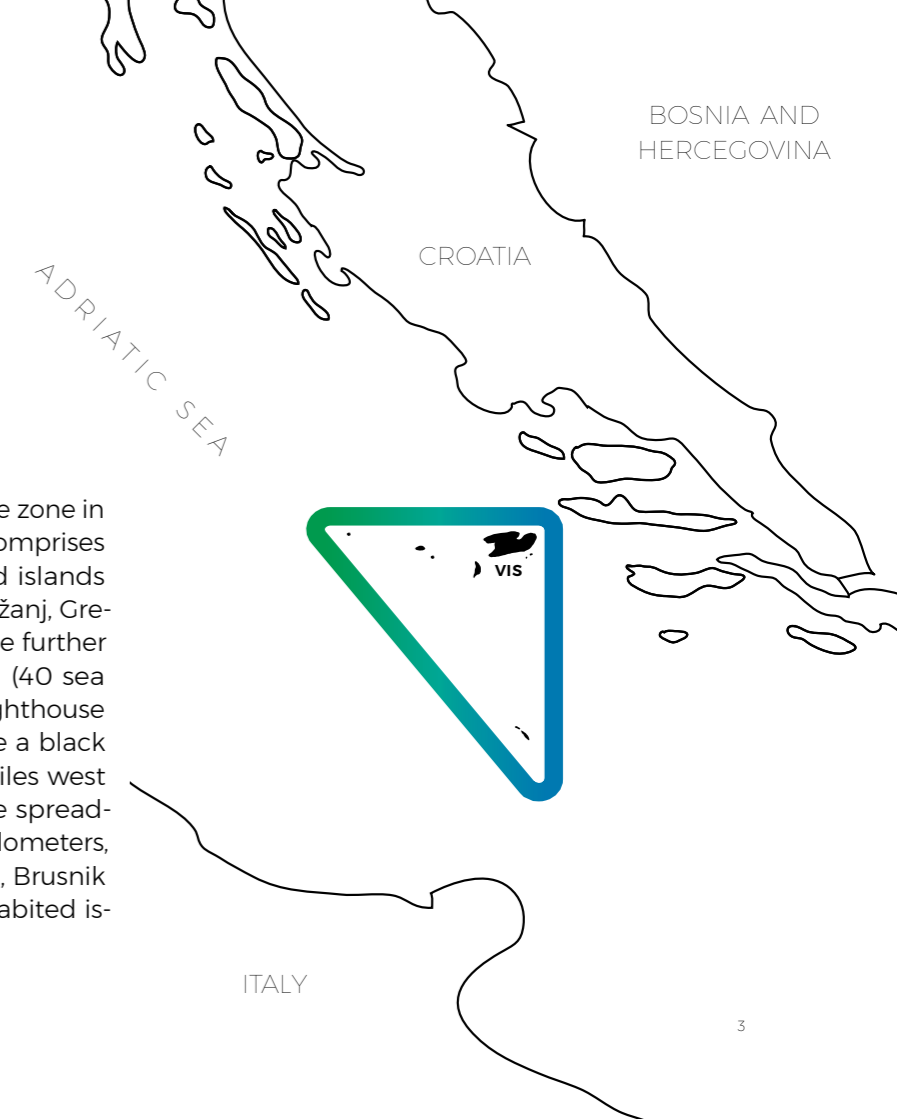 BOSNIA AND
HERCEGOVINA
CROATIA
ADRIATIC SEA
e zone in
omprises
d islands
žanj, Gre-
e further
(40 sea
ghthouse
e a black
iles west
e spread-
lometers,
, Brusnik
abited is-
VIS
ITALY
3